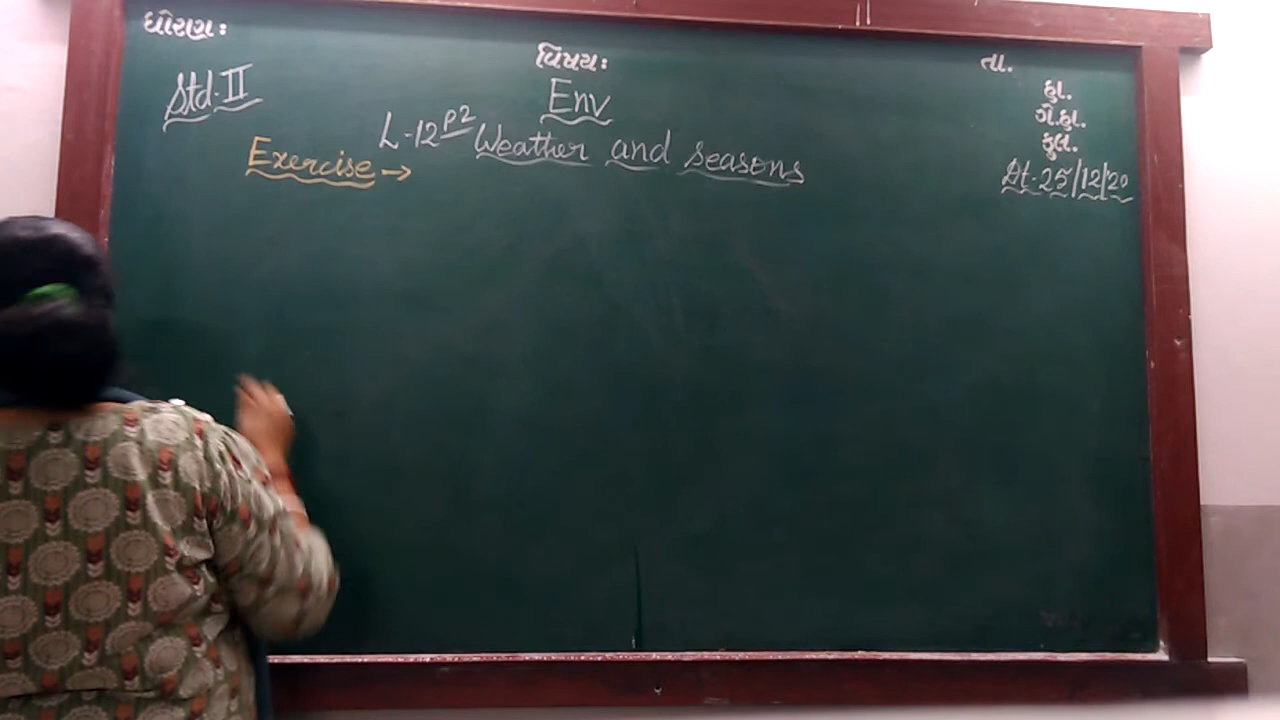 ધોરણ:
વિષય:
તા.
Std. II
Env
હા.
ગે.હા.
કુલ.
L-12 P2 Weather and seasons
Exercise →
Dt. 25/12/20